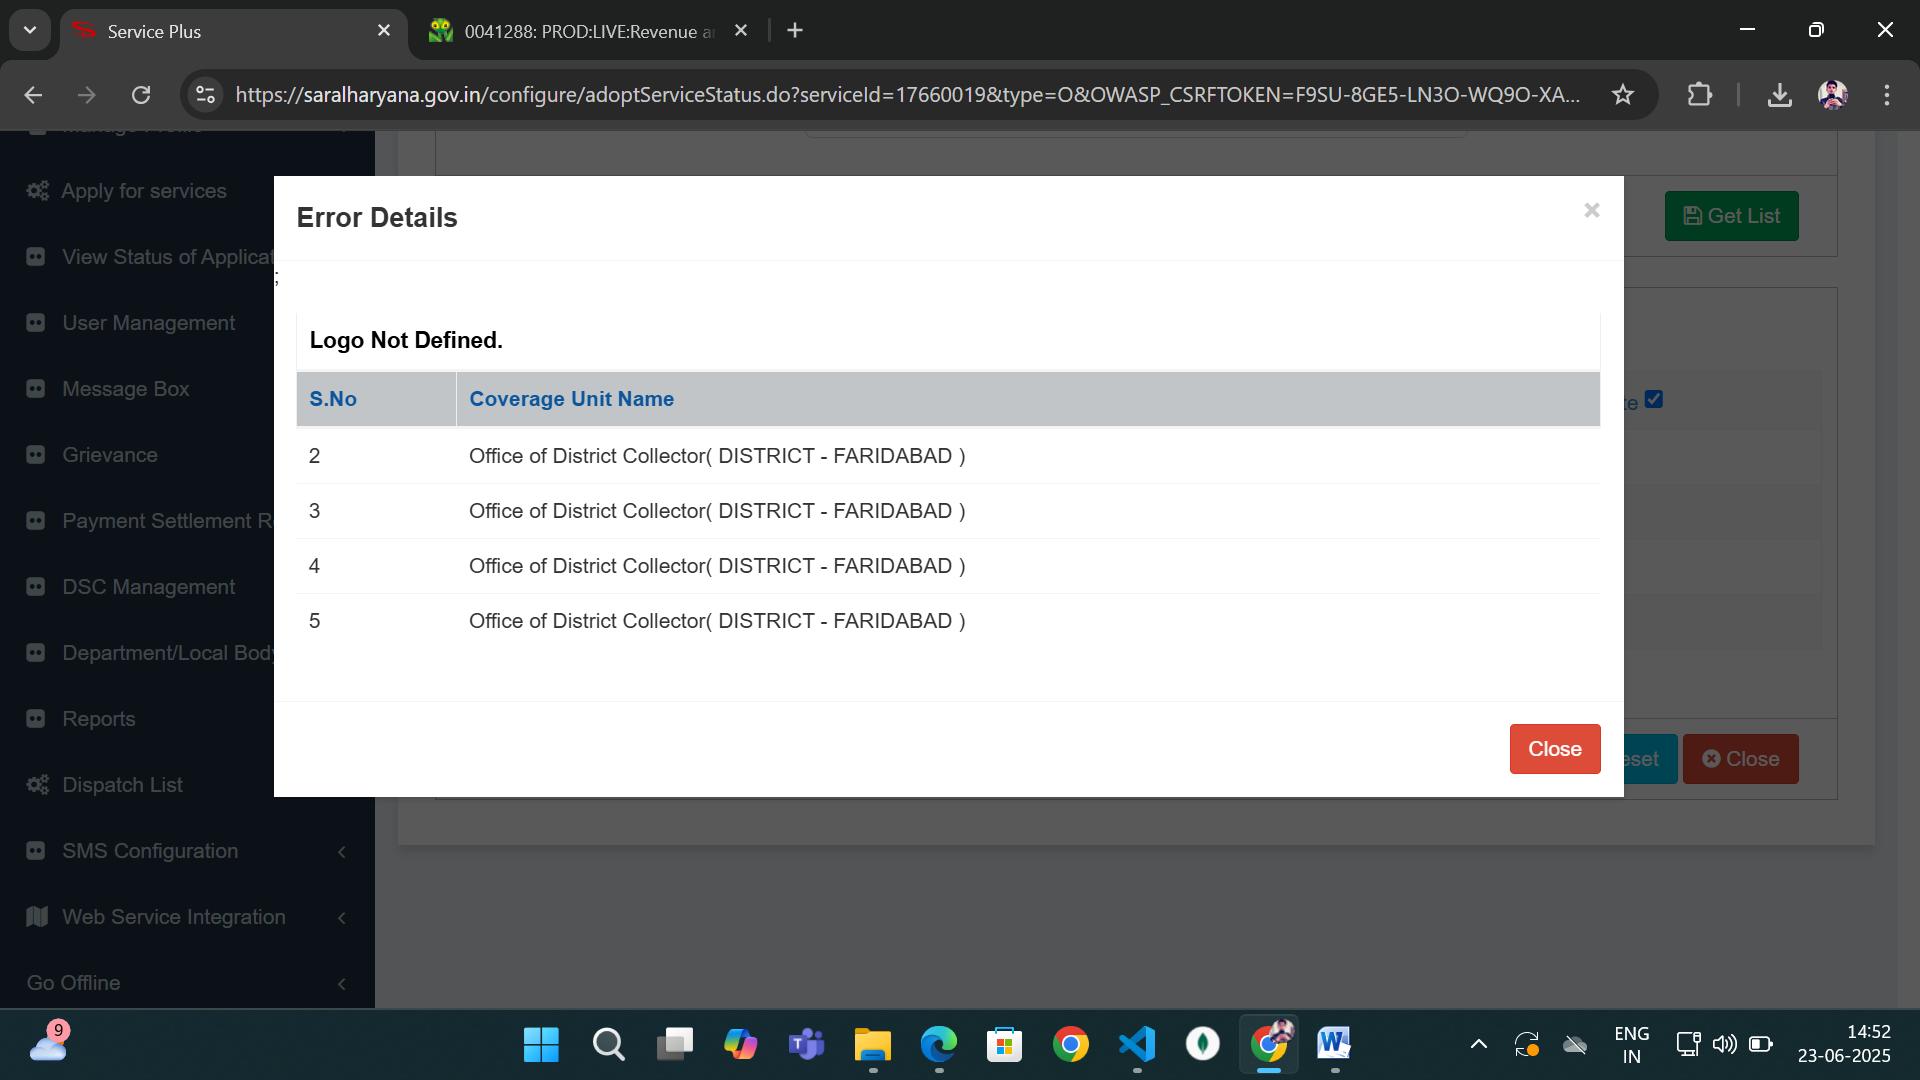 Service Plus
0041288: PROD:LIVE:Revenue
https://saralharyana.gov.in/configure/adoptServiceStatus.do?serviceId=17660019&type=O&OWASP_CSRFTOKEN=F9SU-8GE5-LN3O-WQ9O-XA...
Manage Profile
Apply for services
View Status of Applicat
User Management
Message Box
Grievance
Payment Settlement R
DSC Management
Department/Local Body
Reports
Dispatch List
SMS Configuration
Web Service Integration
Go Offline
Get List
Error Details
×
;
Logo Not Defined.
S.No Coverage Unit Name
2 Office of District Collector( DISTRICT - FARIDABAD )
3 Office of District Collector( DISTRICT - FARIDABAD )
4 Office of District Collector( DISTRICT - FARIDABAD )
5 Office of District Collector( DISTRICT - FARIDABAD )
Close
te
eset
Close
9
ENG
IN
14:52
23-06-2025